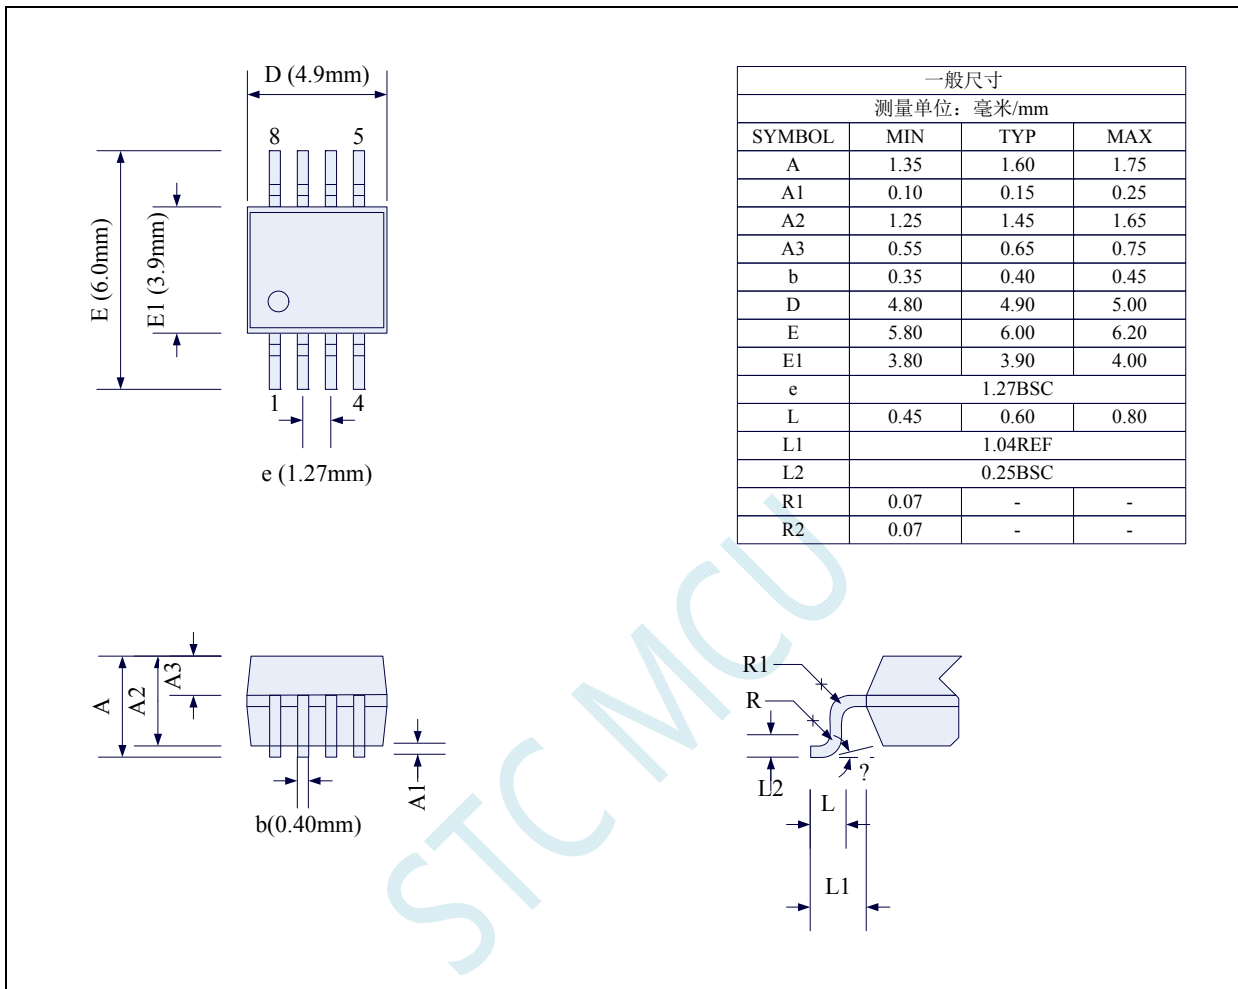 D (4.9mm)
8 5
E (6.0mm)
E1 (3.9mm)
1 4
e (1.27mm)
一般尺寸
测量单位：毫米/mm
SYMBOL MIN TYP MAX
A 1.35 1.60 1.75
A1 0.10 0.15 0.25
A2 1.25 1.45 1.65
A3 0.55 0.65 0.75
b 0.35 0.40 0.45
D 4.80 4.90 5.00
E 5.80 6.00 6.20
E1 3.80 3.90 4.00
e 1.27BSC
L 0.45 0.60 0.80
L1 1.04REF
L2 0.25BSC
R1 0.07 - -
R2 0.07 - -
A
A2
A3
A1
b(0.40mm)
R1
R
L2
?
L
L1
STC MCU